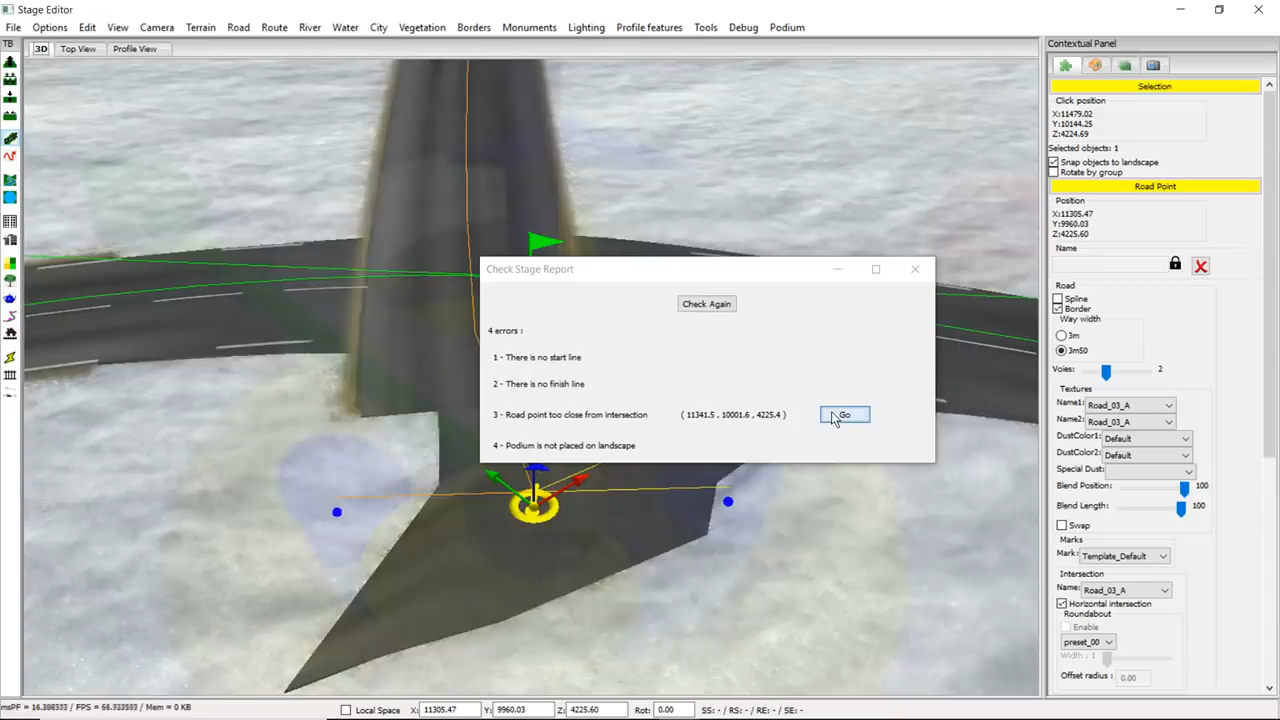 Stage Editor
File Options Edit View Camera Terrain Road Route River Water City Vegetation Borders Monuments Lighting Profile features Tools Debug Podium
TB 3D Top View Profile View
Contextual Panel
Selection
Click position
X:11479.02
Y:10144.25
Z:4224.69
Selected objects: 1
Snap objects to landscape
Rotate by group
Road Point
Position
X:11305.47
Y:9960.03
Z:4225.60
Name
Road
Spline
Border
Way width
3m
3m50
Voies: 2
Textures
Name1: Road_03_A
Name2: Road_03_A
DustColor1: Default
DustColor2: Default
Special Dust:
Blend Position: 100
Blend Length: 100
Swap
Marks
Mark: Template_Default
Intersection
Name: Road_03_A
Horizontal intersection
Roundabout
Enable
preset_00
Width : 1
Offset radius : 0.00
Check Stage Report
Check Again
4 errors :
1 - There is no start line
2 - There is no finish line
3 - Road point too close from intersection ( 11341.5 , 10001.6 , 4225.4 ) Go
4 - Podium is not placed on landscape
Local Space X: 11305.47 Y: 9960.03 Z: 4225.60 Rot: 0.00 SS: - / RS: - / RE: - / SE: -